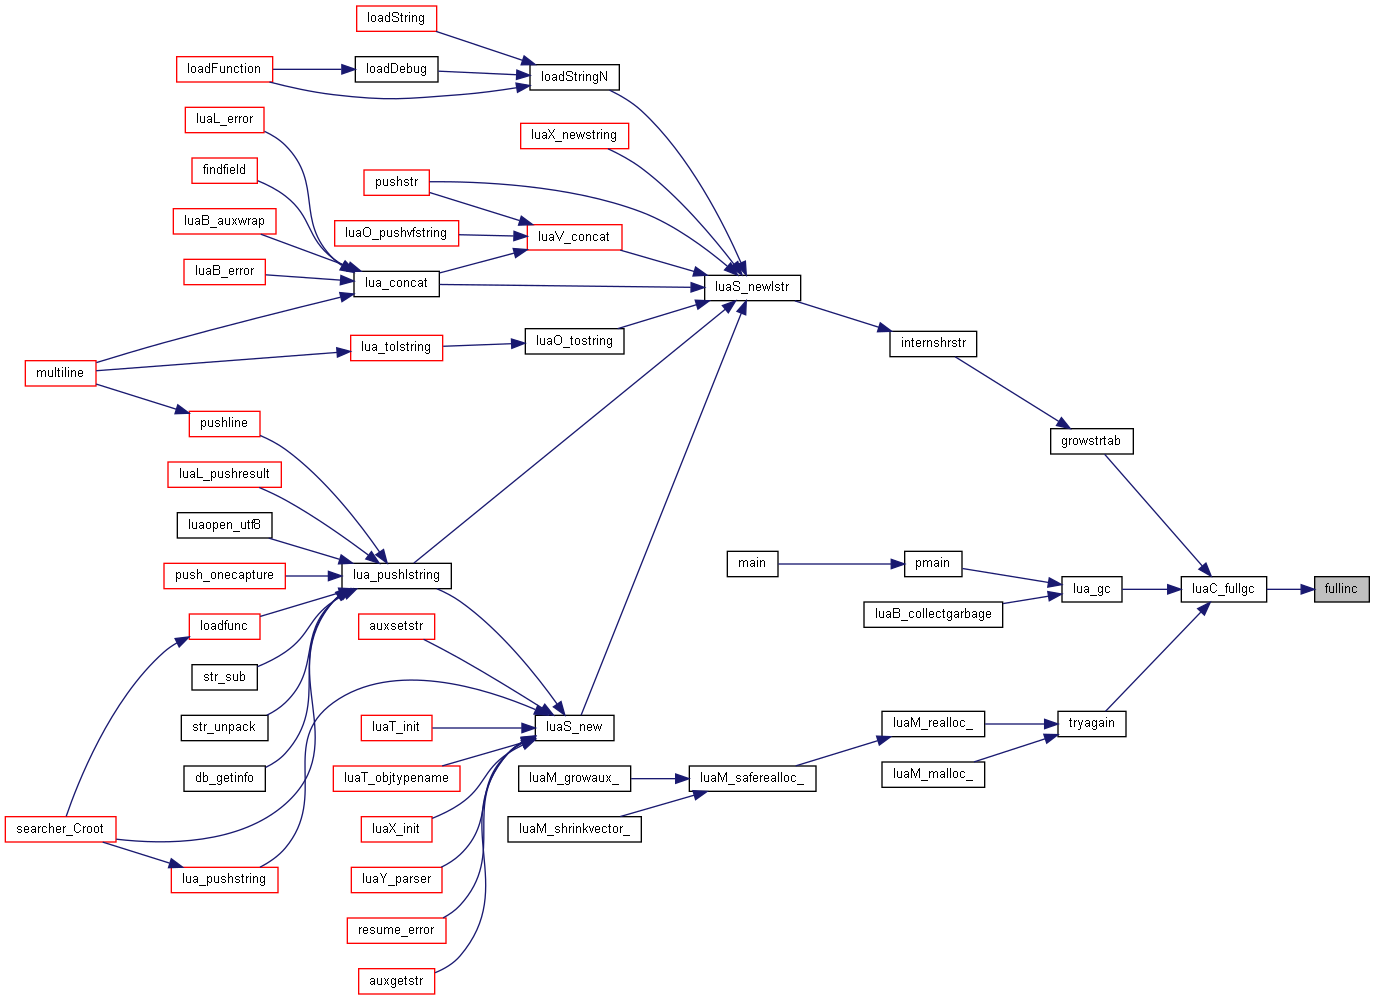 loadString
loadFunction
loadDebug
loadStringN
luaL_error
luaX_newstring
findfield
pushstr
luaB_auxwrap
luaO_pushvfstring
luaV_concat
luaB_error
lua_concat
luaS_newlstr
internshrstr
luaO_tostring
lua_tolstring
multiline
pushline
growstrtab
luaL_pushresult
luaopen_utf8
push_onecapture
lua_pushlstring
main
pmain
lua_gc
luaC_fullgc
fullinc
luaB_collectgarbage
loadfunc
auxsetstr
str_sub
str_unpack
luaT_init
luaS_new
luaM_realloc_
tryagain
db_getinfo
luaT_objtypename
luaM_growaux_
luaM_saferealloc_
luaM_malloc_
searcher_Croot
luaX_init
luaM_shrinkvector_
lua_pushstring
luaY_parser
resume_error
auxgetstr